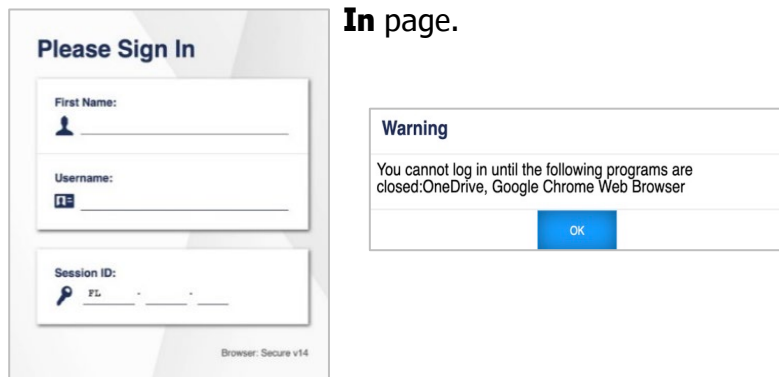 In page.
Please Sign In
First Name:
Username:
Session ID:
FL - -
Browser: Secure v14
Warning
You cannot log in until the following programs are
closed:OneDrive, Google Chrome Web Browser
OK